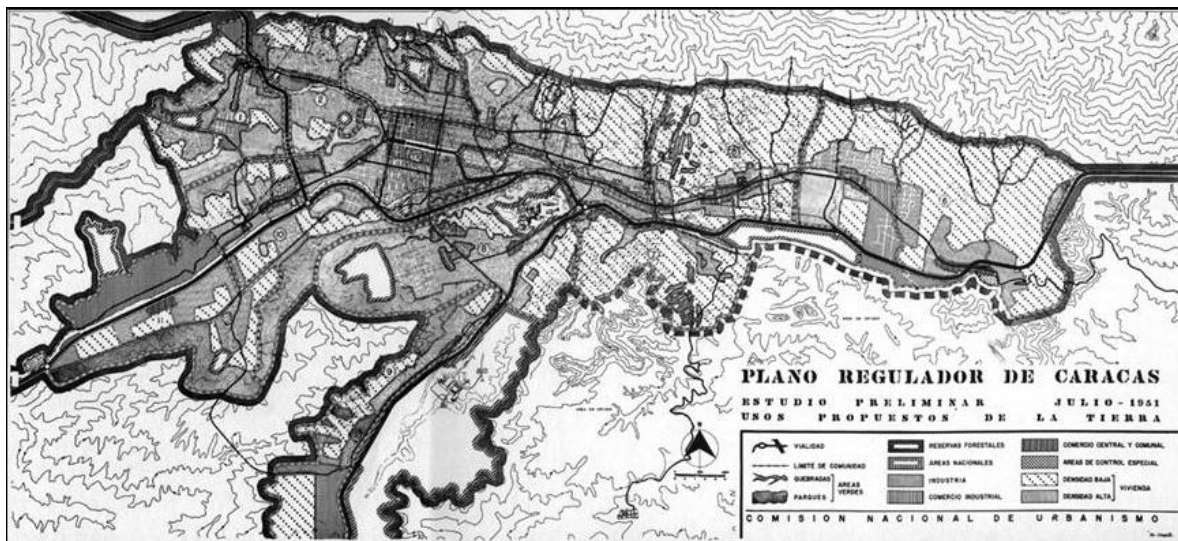 PLANO REGULADOR DE CARACAS
ESTUDIO PRELIMINAR JULIO-1951
USOS PROPUESTOS DE LA TIERRA
VIALIDAD
LIMITE DE COMUNIDAD
QUEBRADAS
PARQUES
AREAS VERDES
RESERVAS FORESTALES
AREAS NACIONALES
INDUSTRIA
COMERCIO INDUSTRIAL
COMERCIO CENTRAL Y COMUNAL
AREAS DE CONTROL ESPECIAL
DENSIDAD BAJA
DENSIDAD ALTA
VIVIENDA
COMISION NACIONAL DE URBANISMO